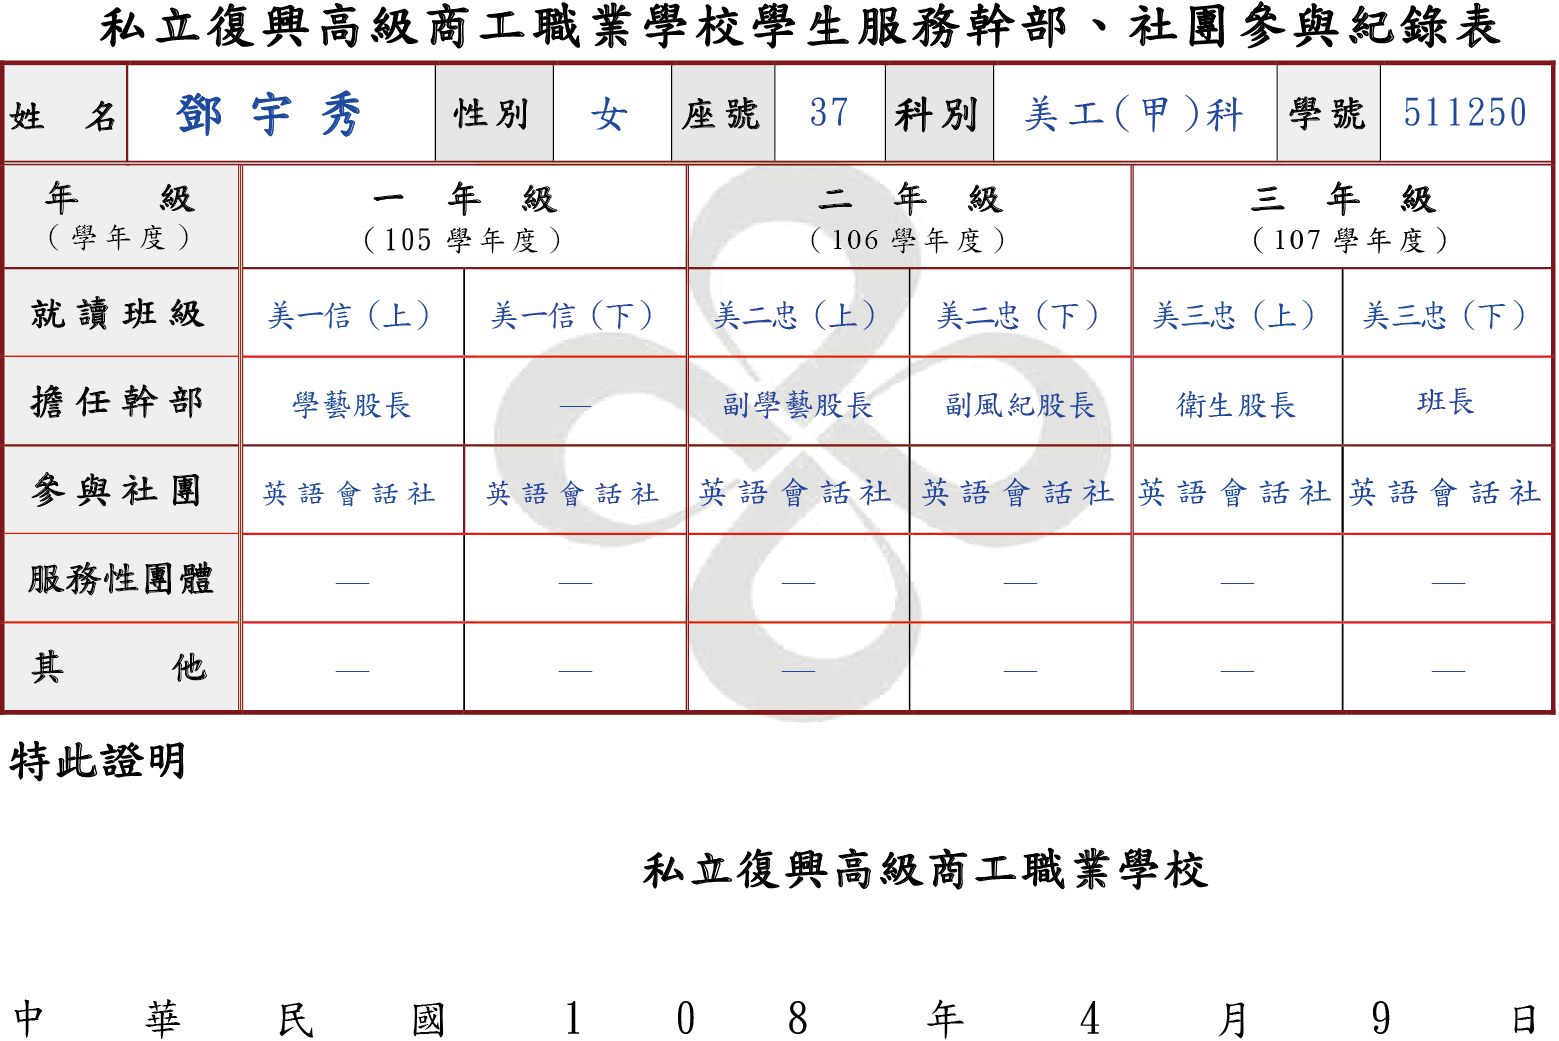 私立復興高級商工職業學校學生服務幹部、社團參與紀錄表
姓 名 鄧宇秀 性別 女 座號 37 科別 美工(甲)科 學號 511250
年 級 一 年 級 二 年 級 三 年 級
(學年度) (105 學年度) (106 學年度) (107 學年度)
就讀班級 美一信(上) 美一信(下) 美二忠(上) 美二忠(下) 美三忠(上) 美三忠(下)
擔任幹部 學藝股長 — 副學藝股長 副風紀股長 衛生股長 班長
參與社團 英語會話社 英語會話社 英語會話社 英語會話社 英語會話社 英語會話社
服務性團體 — — — — — —
其 他 — — — — — —
特此證明
私立復興高級商工職業學校
中 華 民 國 1 0 8 年 4 月 9 日